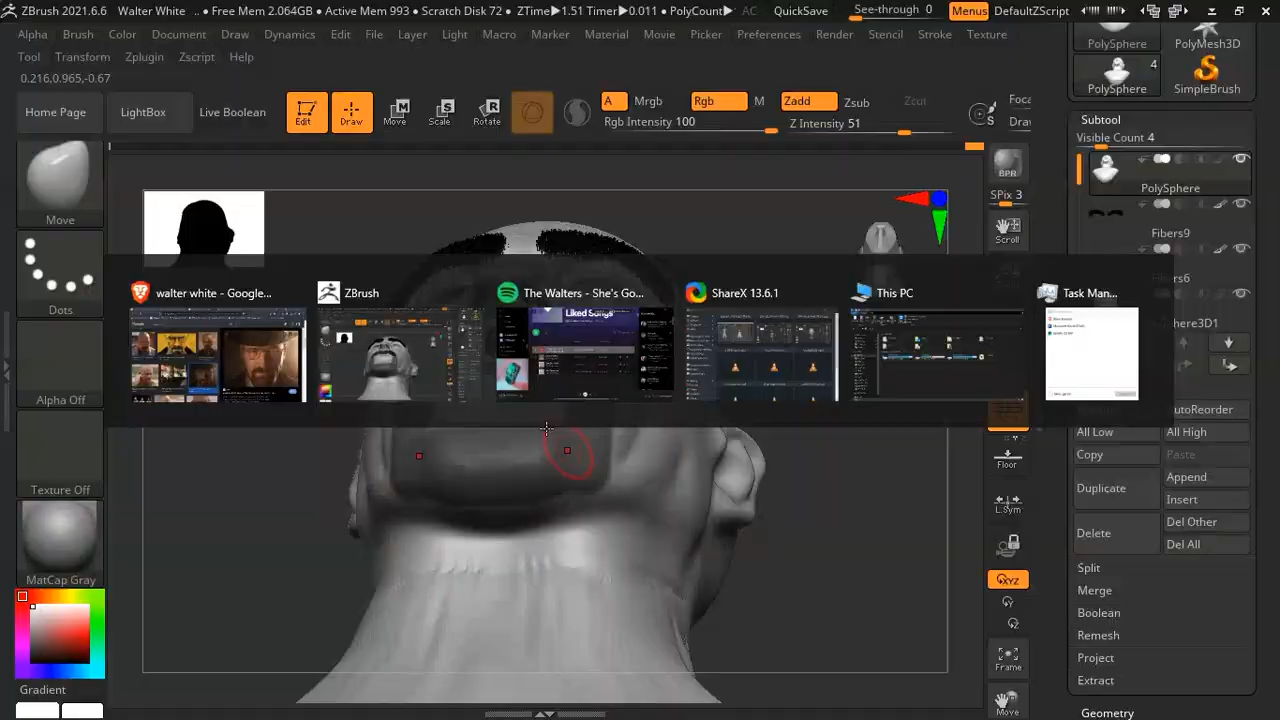 ZBrush 2021.6.6 Walter White .. • Free Mem 2.064GB • Active Mem 993 • Scratch Disk 72 • ZTime▶1.51 Timer▶0.011 • PolyCount▶ AC QuickSave See-through 0 Menus DefaultZScript
Alpha Brush Color Document Draw Dynamics Edit File Layer Light Macro Marker Material Movie Picker Preferences Render Stencil Stroke Texture
Tool Transform Zplugin Zscript Help
0.216,0.965,-0.67
Home Page LightBox Live Boolean Edit Draw Move Scale Rotate A Mrgb Rgb M Zadd Zsub Zcut Foca
Rgb Intensity 100 Z Intensity 51 Draw
PolySphere PolyMesh3D
4
PolySphere SimpleBrush
Subtool
Visible Count 4
PolySphere
Fibers9
Fibers6
here3D1
Move
Dots
Alpha Off
Texture Off
MatCap Gray
Gradient
BPR
SPix 3
Scroll
walter white - Google... ZBrush The Walters - She's Go... ShareX 13.6.1 This PC Task Man...
Liked Songs
Floor
L.Sym
XYZ
Y
Z
Frame
Move
AutoReorder
All Low All High
Copy Paste
Append
Duplicate Insert
Del Other
Delete Del All
Split
Merge
Boolean
Remesh
Project
Extract
Geometry